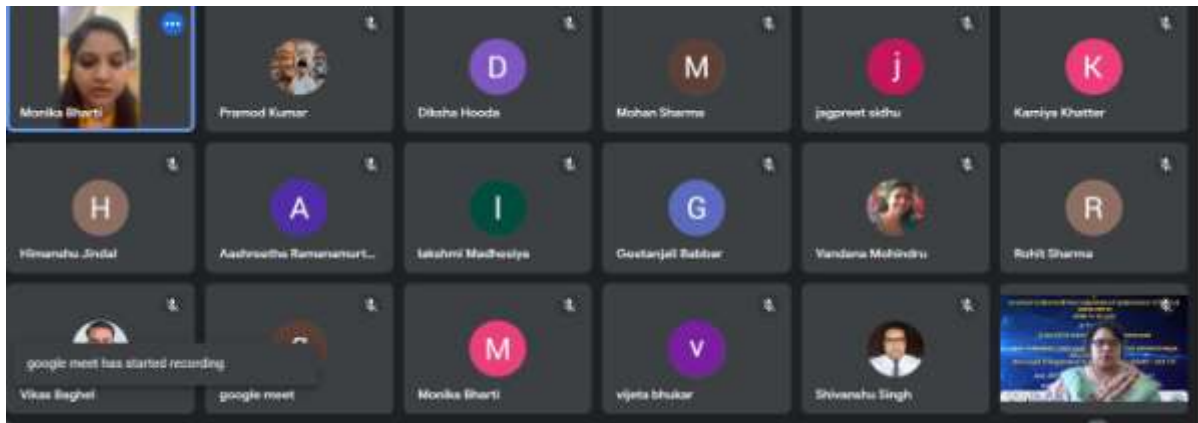 Monika Bharti
Pramod Kumar
D
Diksha Hooda
M
Mohan Sharma
j
jagpreet sidhu
K
Kamiya Khatter
H
Himanshu Jindal
A
Aashreetha Ramanamurt...
l
lakshmi Madhesiya
G
Geetanjali Babbar
Vandana Mohindru
R
Rohit Sharma
google meet has started recording
Vikas Baghel
google meet
M
Monika Bharti
v
vijeta bhukar
Shivanshu Singh